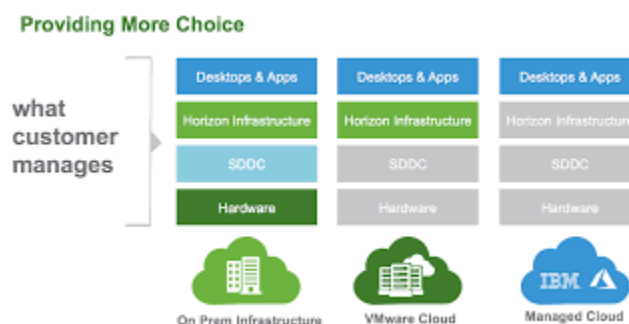 Providing More Choice
what
customer
manages
Desktops & Apps
Horizon Infrastructure
SDDC
Hardware
On Prem Infrastructure
Desktops & Apps
Horizon Infrastructure
SDDC
Hardware
VMware Cloud
Desktops & Apps
Horizon Infrastructure
SDDC
Hardware
IBM
Managed Cloud